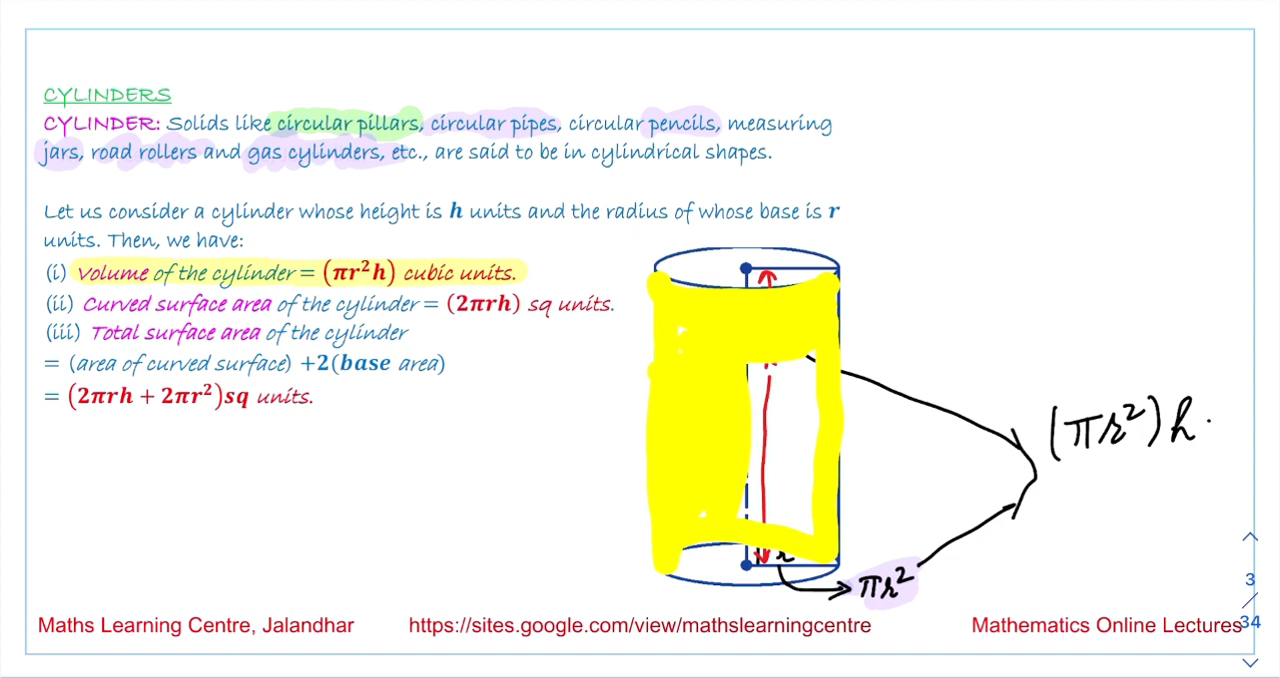 CYLINDERS
CYLINDER: Solids like circular pillars, circular pipes, circular pencils, measuring
jars, road rollers and gas cylinders, etc., are said to be in cylindrical shapes.
Let us consider a cylinder whose height is h units and the radius of whose base is r
units. Then, we have:
(i) Volume of the cylinder = (πr²h) cubic units.
(ii) Curved surface area of the cylinder = (2πrh) sq units.
(iii) Total surface area of the cylinder
= (area of curved surface) +2(base area)
= (2πrh + 2πr²)sq units.
(πr²)h.
r
πr²
3
/
34
Maths Learning Centre, Jalandhar https://sites.google.com/view/mathslearningcentre Mathematics Online Lectures